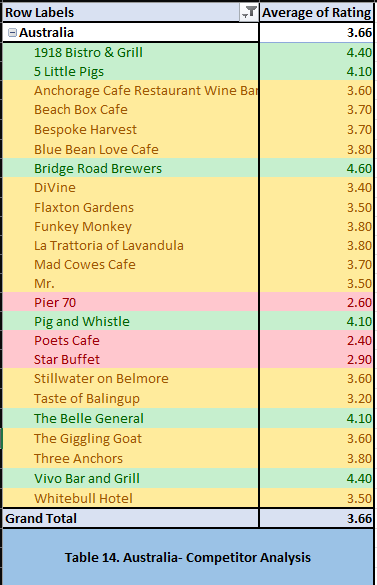 Row Labels Average of Rating
Australia 3.66
1918 Bistro & Grill 4.40
5 Little Pigs 4.10
Anchorage Cafe Restaurant Wine Bar 3.60
Beach Box Cafe 3.70
Bespoke Harvest 3.70
Blue Bean Love Cafe 3.80
Bridge Road Brewers 4.60
DiVine 3.40
Flaxton Gardens 3.50
Funkey Monkey 3.80
La Trattoria of Lavandula 3.80
Mad Cowes Cafe 3.70
Mr. 3.50
Pier 70 2.60
Pig and Whistle 4.10
Poets Cafe 2.40
Star Buffet 2.90
Stillwater on Belmore 3.60
Taste of Balingup 3.20
The Belle General 4.10
The Giggling Goat 3.60
Three Anchors 3.80
Vivo Bar and Grill 4.40
Whitebull Hotel 3.50
Grand Total 3.66
Table 14. Australia- Competitor Analysis